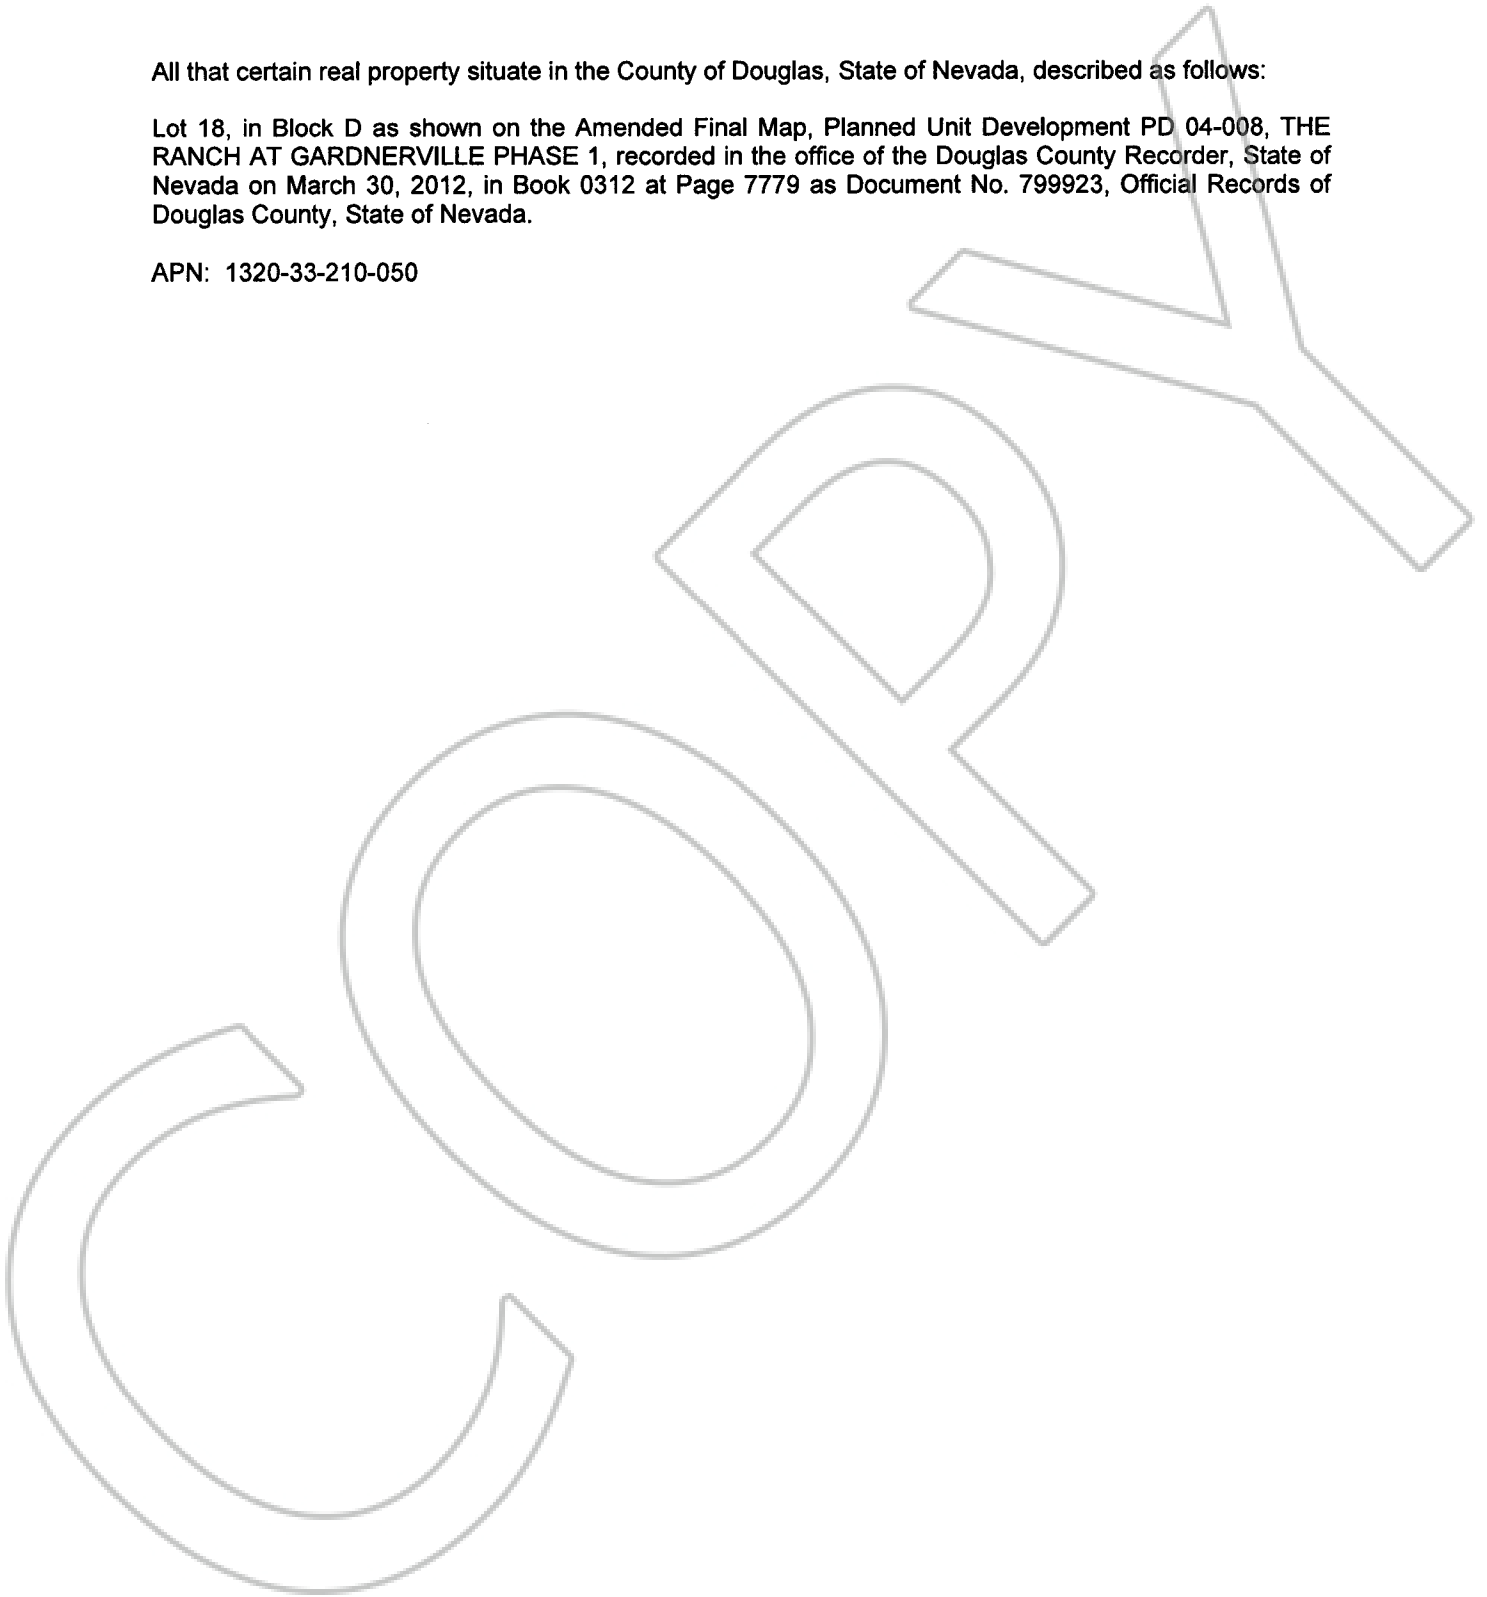 All that certain real property situate in the County of Douglas, State of Nevada, described as follows:
Lot 18, in Block D as shown on the Amended Final Map, Planned Unit Development PD 04-008, THE
RANCH AT GARDNERVILLE PHASE 1, recorded in the office of the Douglas County Recorder, State of
Nevada on March 30, 2012, in Book 0312 at Page 7779 as Document No. 799923, Official Records of
Douglas County, State of Nevada.
APN: 1320-33-210-050
COPY